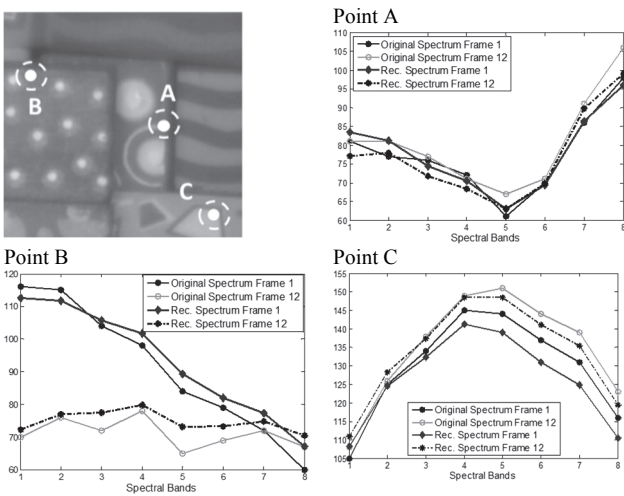 Point A
B
A
C
110
105
100
95
90
85
80
75
70
65
60
Original Spectrum Frame 1
Original Spectrum Frame 12
Rec. Spectrum Frame 1
Rec. Spectrum Frame 12
1 2 3 4 5 6 7 8
Spectral Bands
Point B
120
110
100
90
80
70
60
Original Spectrum Frame 1
Original Spectrum Frame 12
Rec. Spectrum Frame 1
Rec. Spectrum Frame 12
1 2 3 4 5 6 7 8
Spectral Bands
Point C
155
150
145
140
135
130
125
120
115
110
105
Original Spectrum Frame 1
Original Spectrum Frame 12
Rec. Spectrum Frame 1
Rec. Spectrum Frame 12
1 2 3 4 5 6 7 8
Spectral Bands